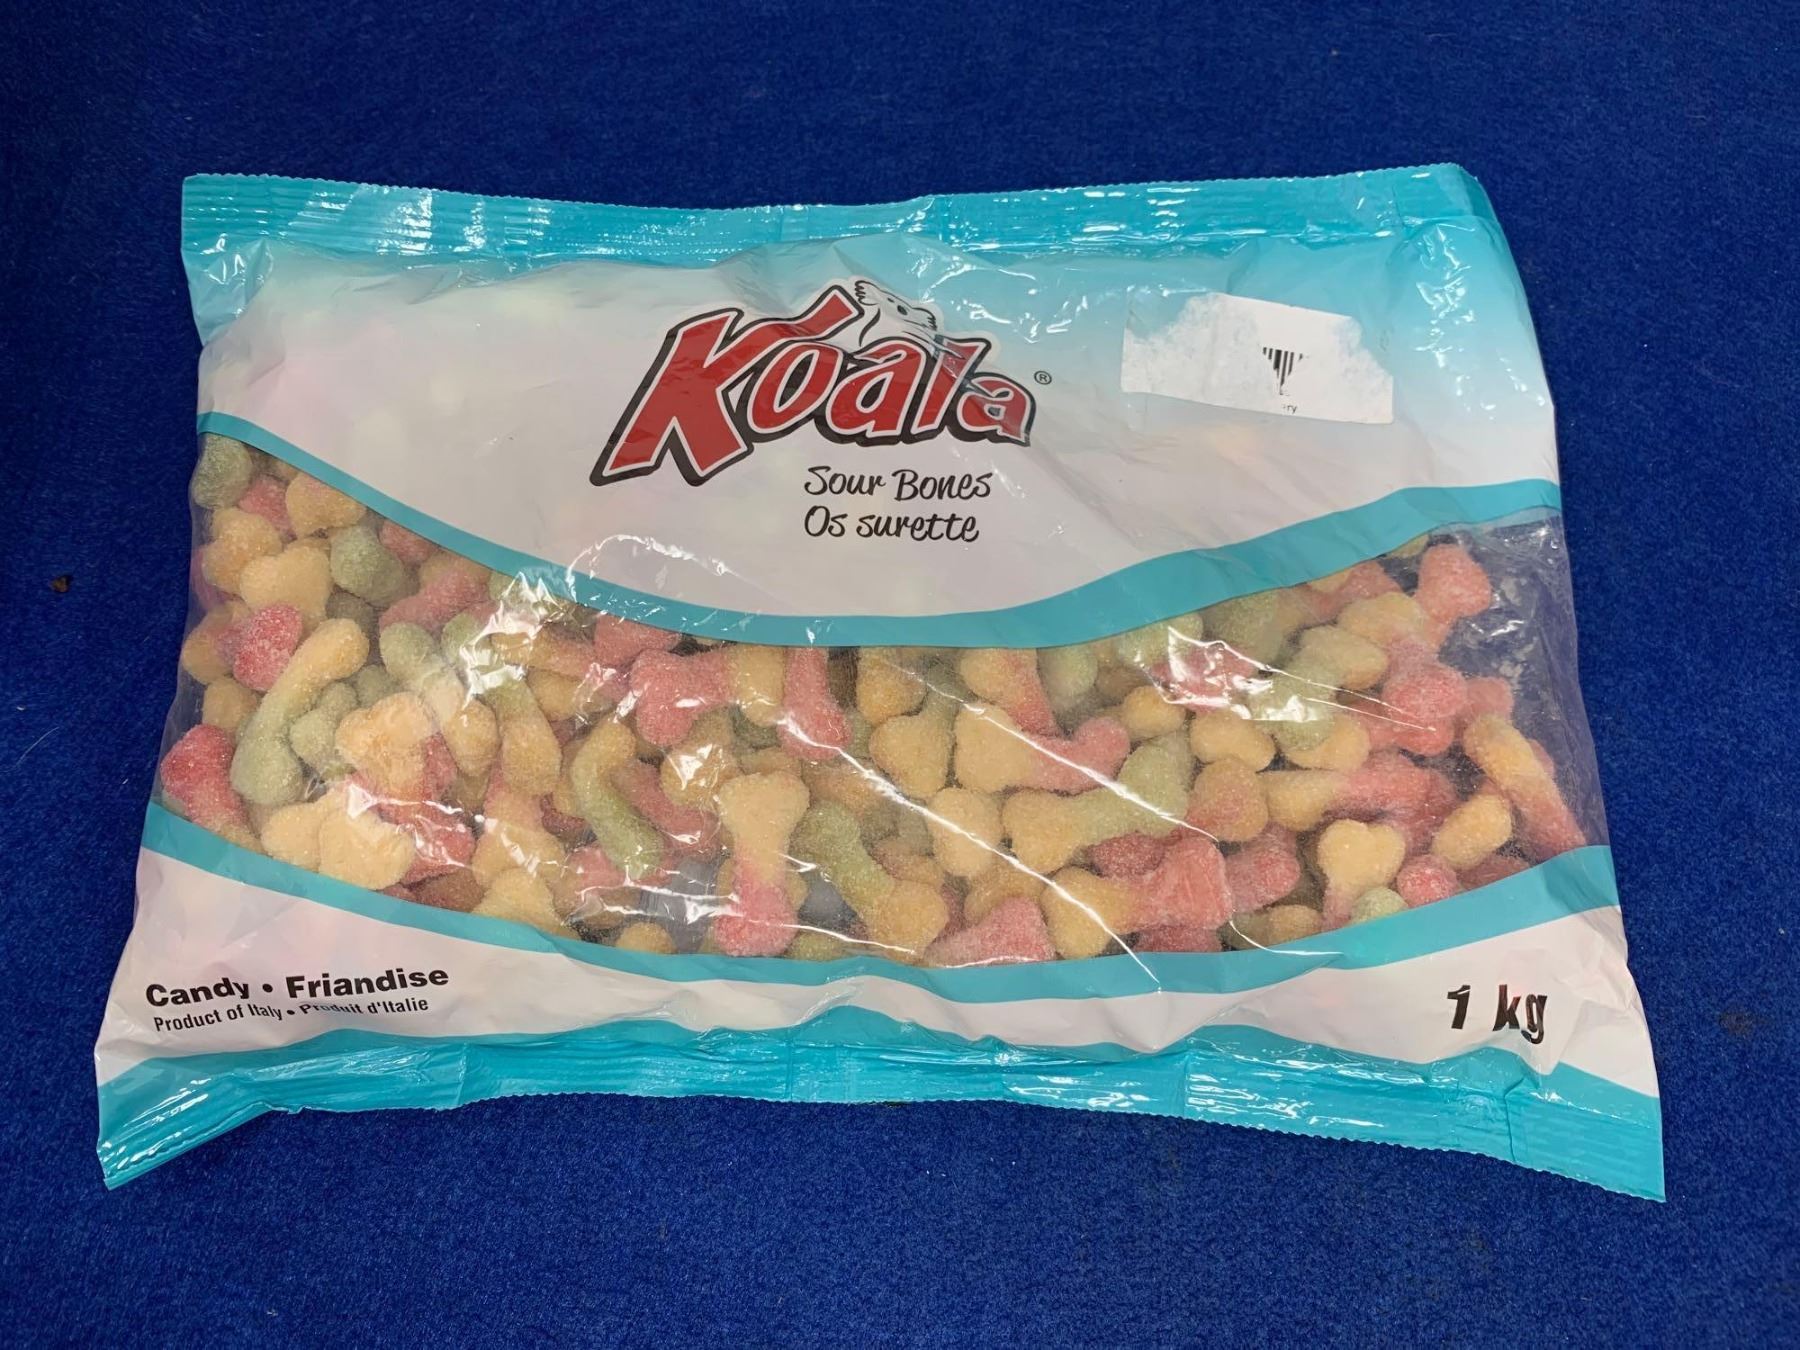 Koala®
Sour Bones
Os surette
Candy • Friandise
Product of Italy • Produit d'Italie
1 kg